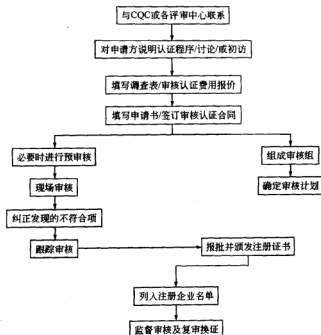 与CQC或各评审中心联系
对申请方说明认证程序/讨论/或初访
填写调查表/审核认证费用报价
填写申请书/签订审核认证合同
必要时进行预审核
组成审核组
现场审核
确定审核计划
纠正发现的不符合项
跟踪审核
报批并颁发注册证书
列入注册企业名单
监督审核及复审换证